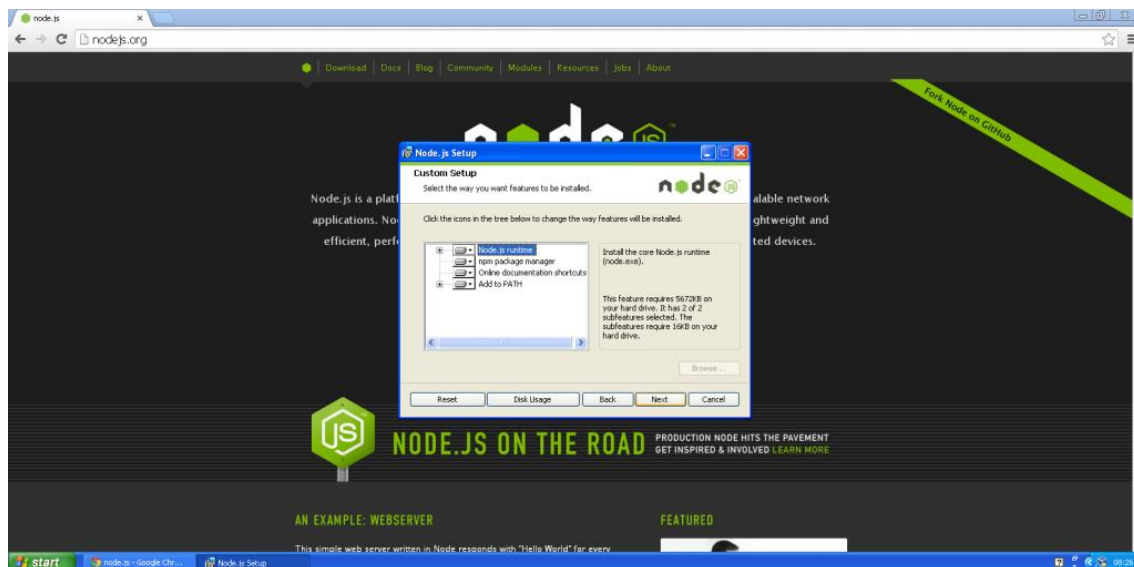 node.js
nodejs.org
Download | Docs | Blog | Community | Modules | Resources | Jobs | About
Fork Node on GitHub
node JS ™
Node.js is a platf
alable network
applications. No
ghtweight and
efficient, perfe
ted devices.
Node.js Setup
Custom Setup
Select the way you want features to be installed.
node JS
Click the icons in the tree below to change the way features will be installed.
Node.js runtime
npm package manager
Online documentation shortcuts
Add to PATH
Install the core Node.js runtime
(node.exe).
This feature requires 5672KB on
your hard drive. It has 2 of 2
subfeatures selected. The
subfeatures require 16KB on your
hard drive.
Browse...
Reset
Disk Usage
Back
Next
Cancel
JS
NODE.JS ON THE ROAD
PRODUCTION NODE HITS THE PAVEMENT
GET INSPIRED & INVOLVED LEARN MORE
AN EXAMPLE: WEBSERVER
FEATURED
This simple web server written in Node responds with "Hello World" for every
start
node.js - Google Chr...
Node.js Setup
08:26